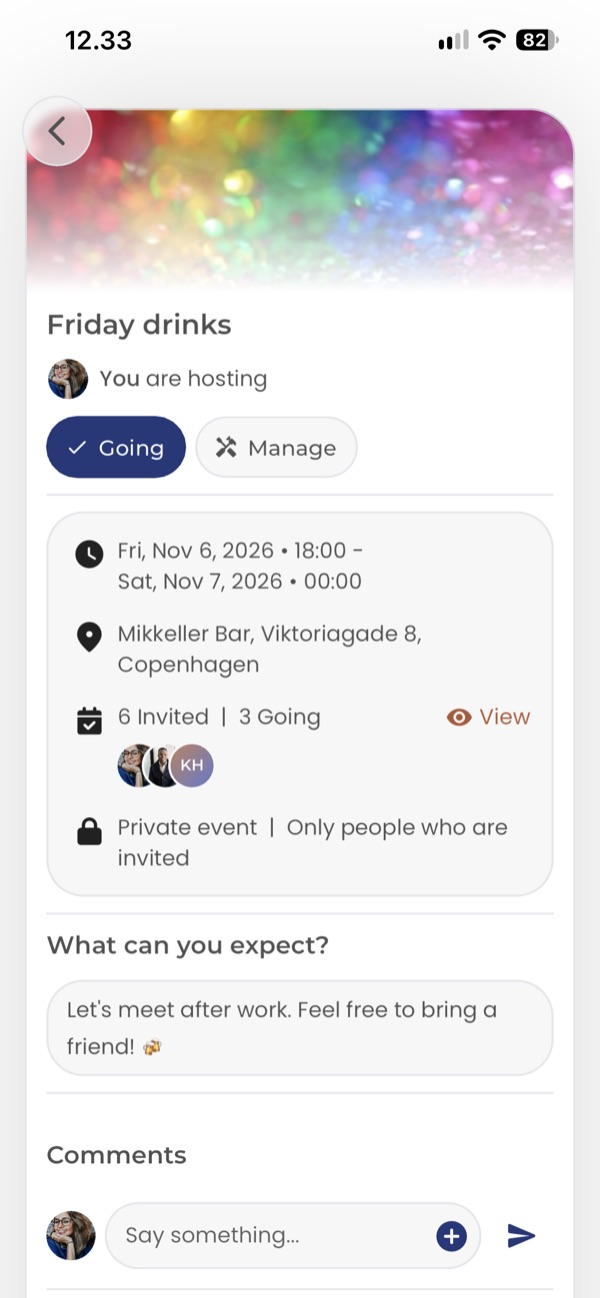 12.33
82
Friday drinks
You are hosting
Going
Manage
Fri, Nov 6, 2026 • 18:00 -
Sat, Nov 7, 2026 • 00:00
Mikkeller Bar, Viktoriagade 8,
Copenhagen
6 Invited | 3 Going
View
KH
Private event | Only people who are
invited
What can you expect?
Let's meet after work. Feel free to bring a
friend! 🍻
Comments
Say something...